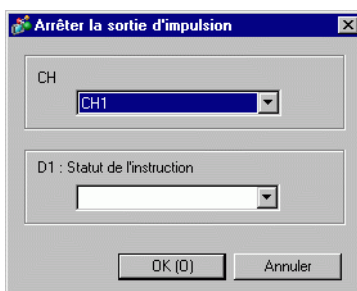 Arrêter la sortie d'impulsion
CH
CH1
D1 : Statut de l'instruction
OK (O)
Annuler